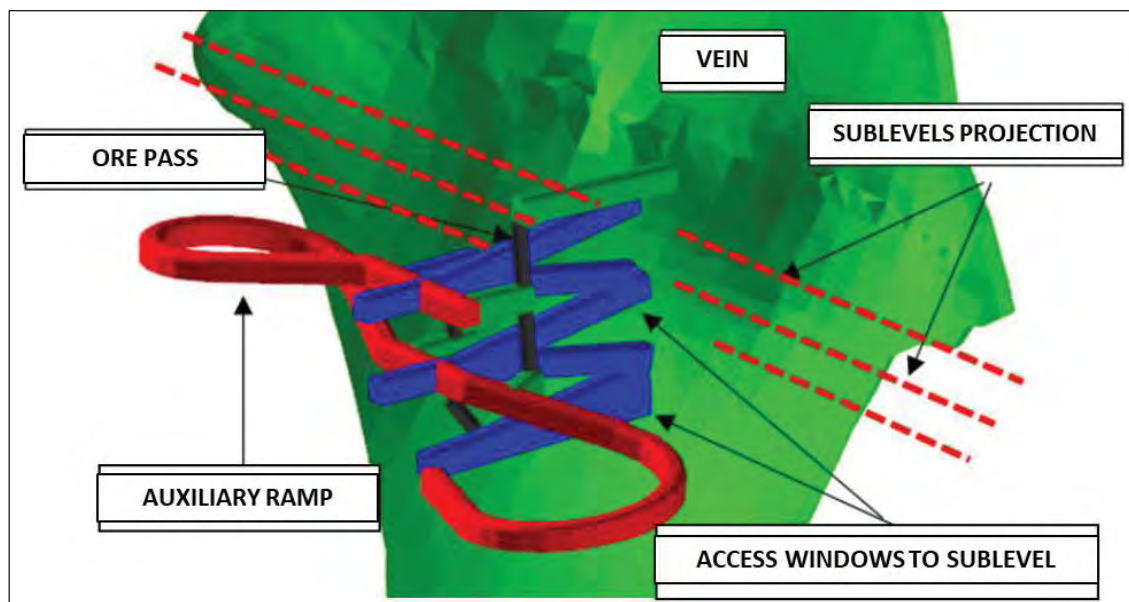 VEIN
SUBLEVELS PROJECTION
ORE PASS
AUXILIARY RAMP
ACCESS WINDOWS TO SUBLEVEL